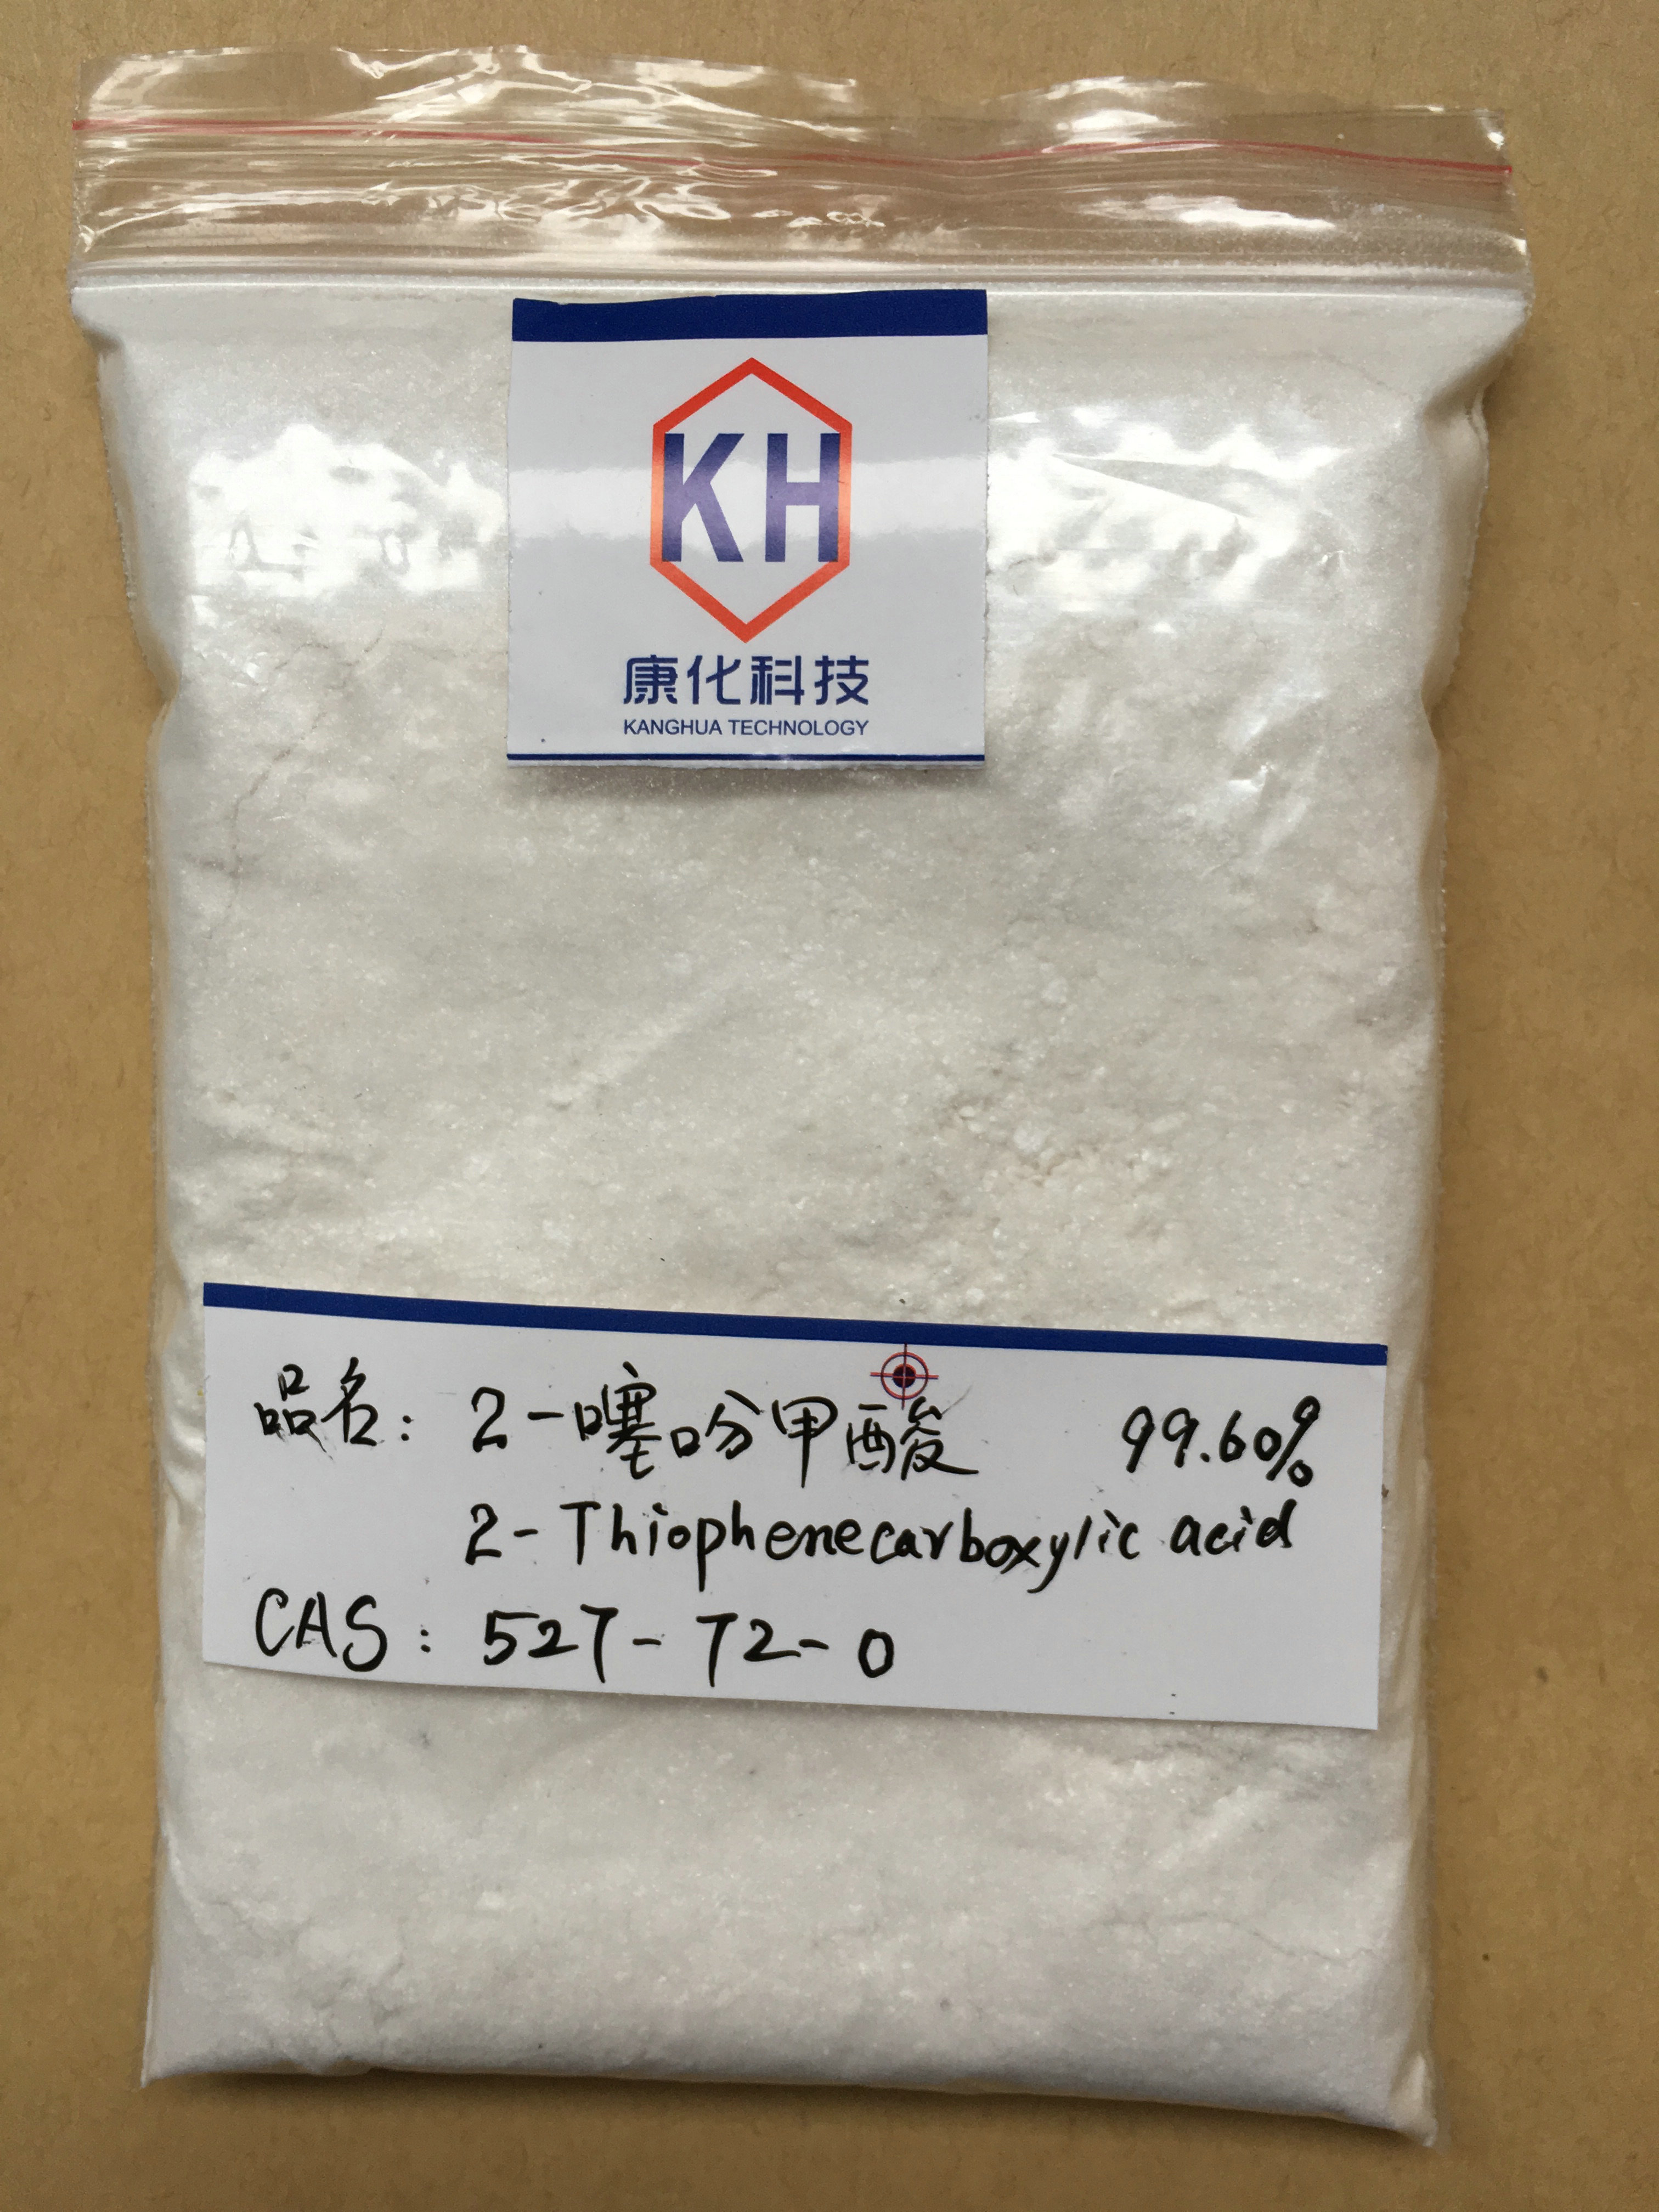 KH
康化科技
KANGHUA TECHNOLOGY
品名: 2-噻吩甲酸 99.60%
2-Thiophenecarboxylic acid
CAS: 527-72-0